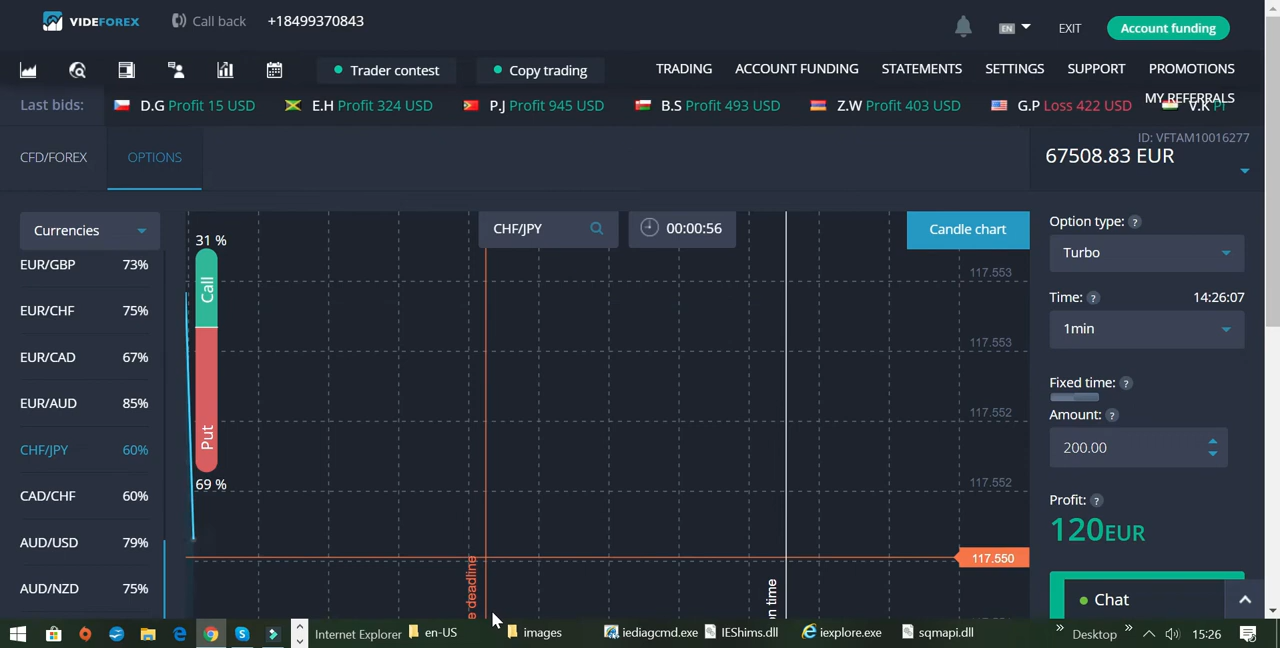 VIDEFOREX
Call back
+18499370843
EN
EXIT
Account funding
Trader contest
Copy trading
TRADING
ACCOUNT FUNDING
STATEMENTS
SETTINGS
SUPPORT
PROMOTIONS
MY REFERRALS
Last bids:
D.G Profit 15 USD
E.H Profit 324 USD
P.J Profit 945 USD
B.S Profit 493 USD
Z.W Profit 403 USD
G.P Loss 422 USD
CFD/FOREX
OPTIONS
ID: VFTAM10016277
67508.83 EUR
Currencies
EUR/GBP 73%
EUR/CHF 75%
EUR/CAD 67%
EUR/AUD 85%
CHF/JPY 60%
CAD/CHF 60%
AUD/USD 79%
AUD/NZD 75%
31 %
Call
Put
69 %
CHF/JPY
00:00:56
Candle chart
117.553
117.553
117.552
117.552
117.550
e deadline
on time
Option type: ?
Turbo
Time: ? 14:26:07
1min
Fixed time: ?
Amount: ?
200.00
Profit: ?
120EUR
Chat
Internet Explorer
en-US
images
iediagcmd.exe
IEShims.dll
iexplore.exe
sqmapi.dll
Desktop
15:26